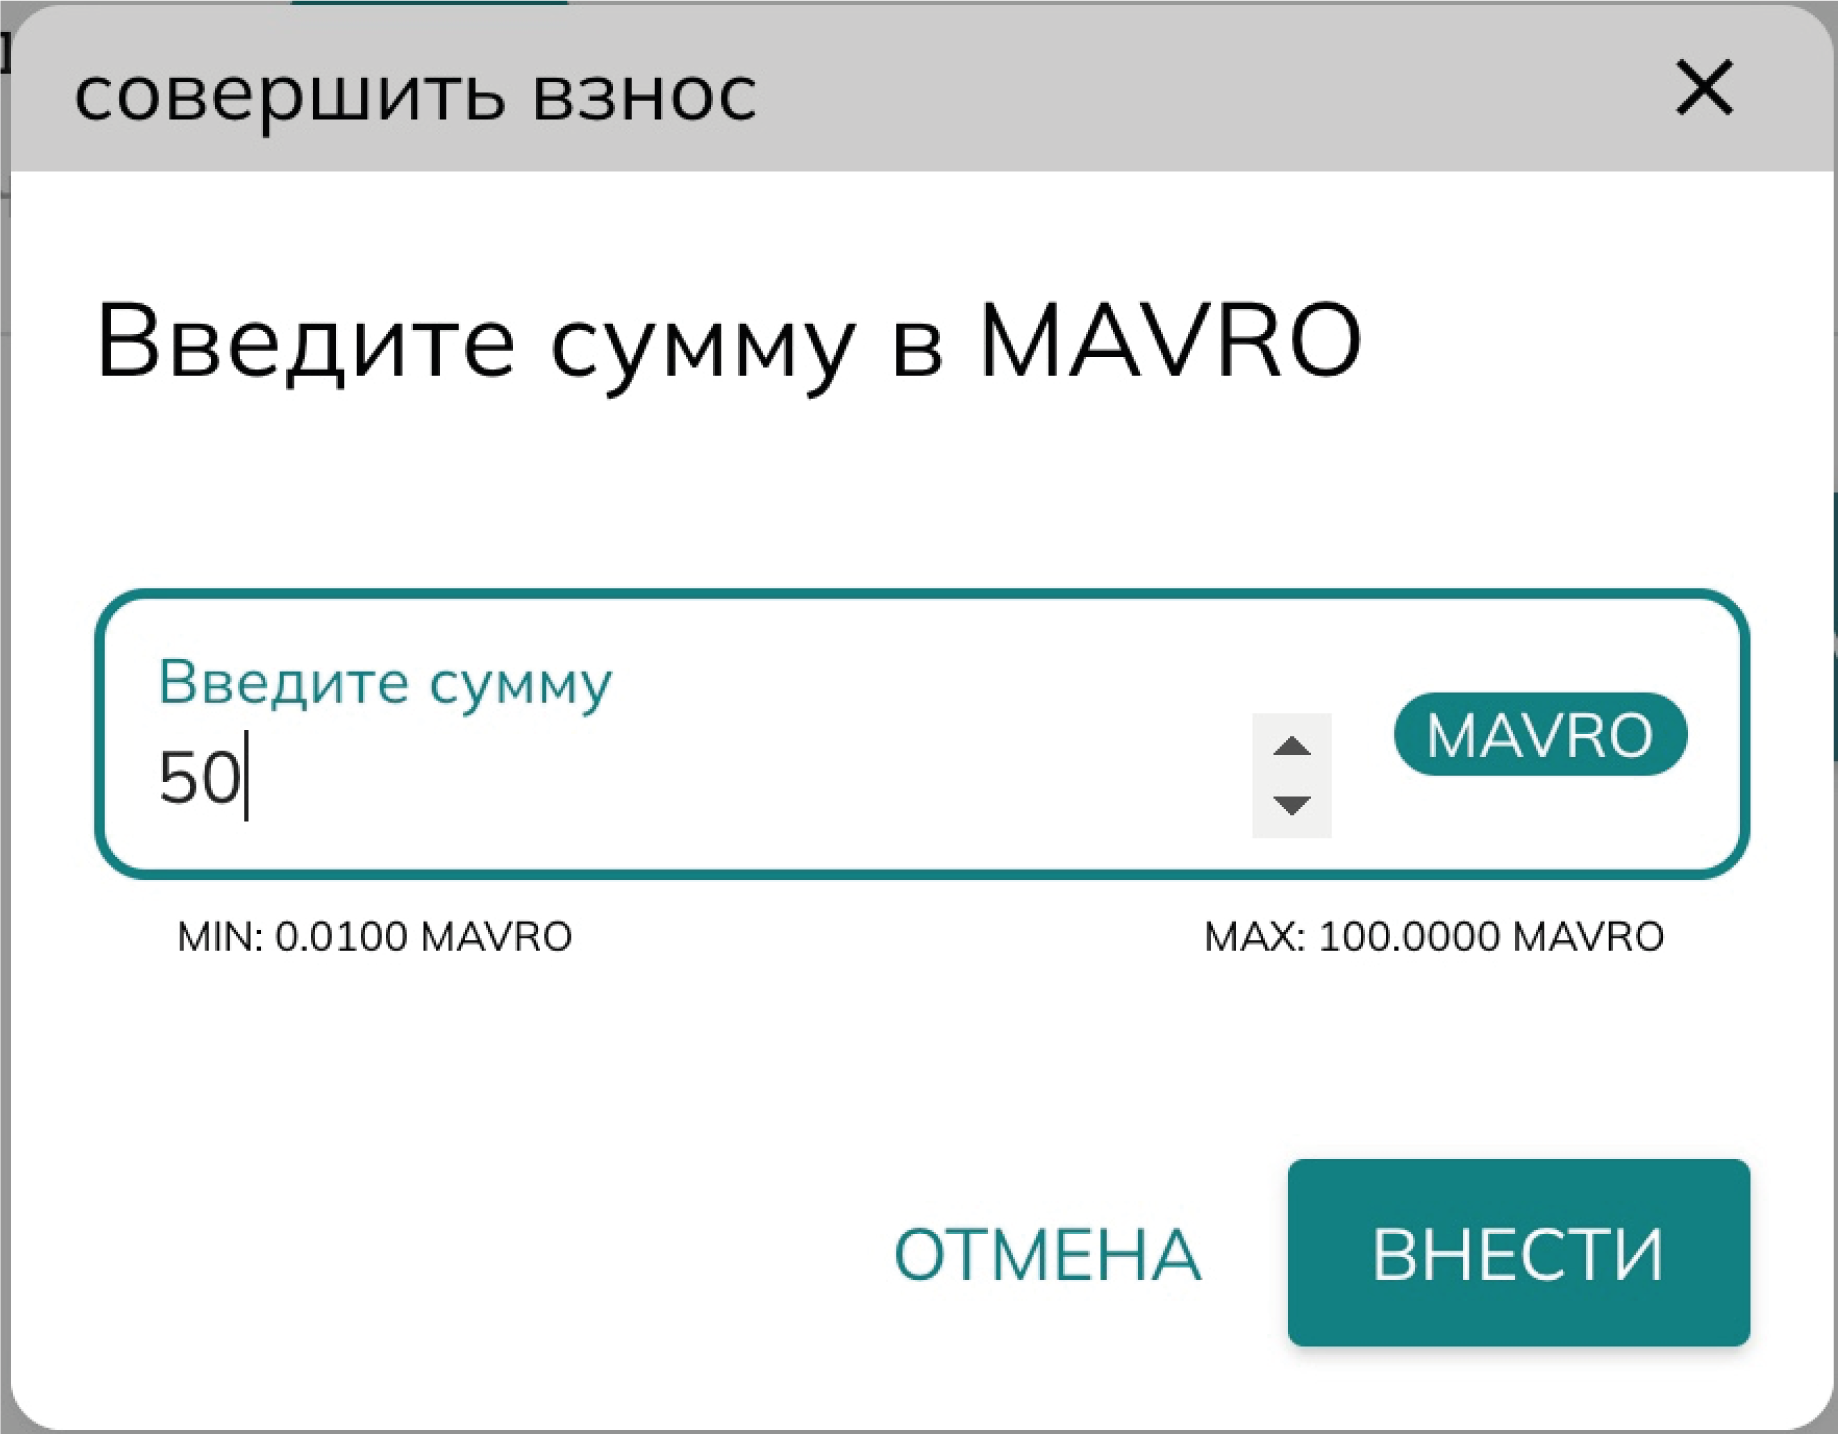 совершить взнос
Введите сумму в MAVRO
Введите сумму
50
MAVRO
MIN: 0.0100 MAVRO
MAX: 100.0000 MAVRO
ОТМЕНА
ВНЕСТИ